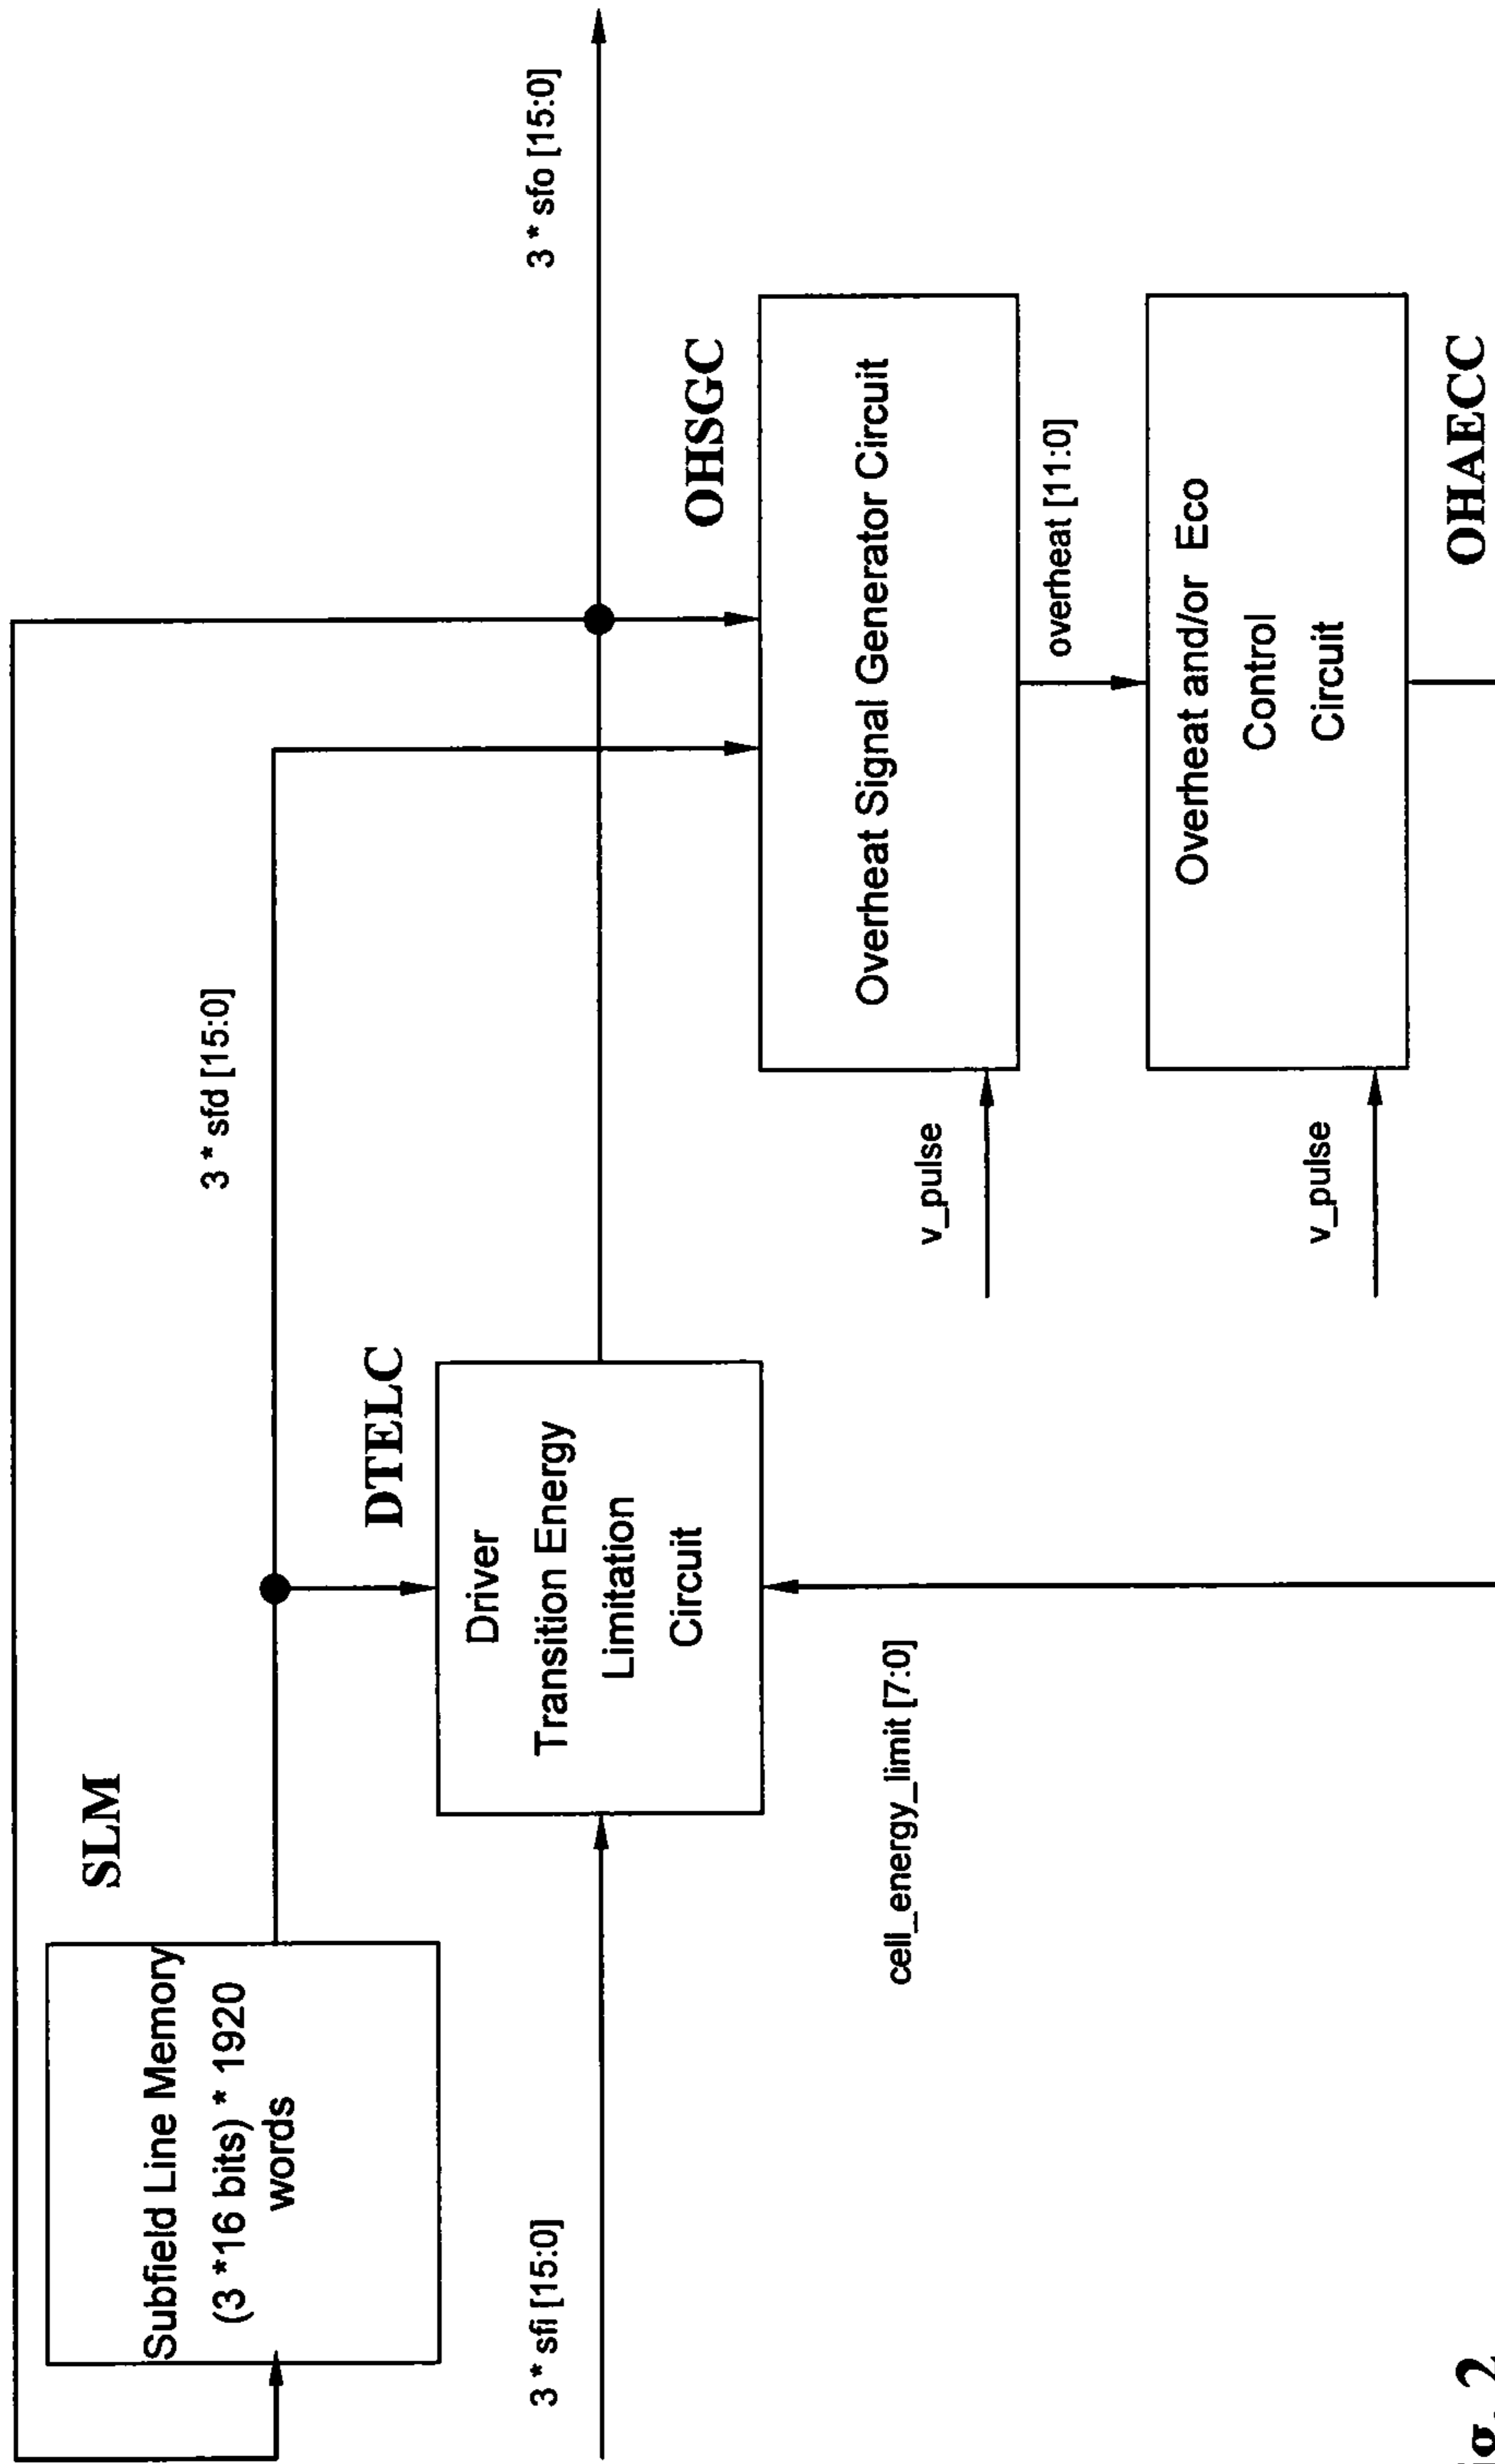 SLM
Subfield Line Memory
(3 *16 bits) * 1920
words
3 * sfd [15:0]
DTELC
3 * sfi [15:0]
Driver
Transition Energy
Limitation
Circuit
3 * sfo [15:0]
cell_energy_limit [7:0]
OHSGC
Overheat Signal Generator Circuit
v_pulse
overheat [11:0]
Overheat and/or Eco
Control
Circuit
v_pulse
OHAECC
2